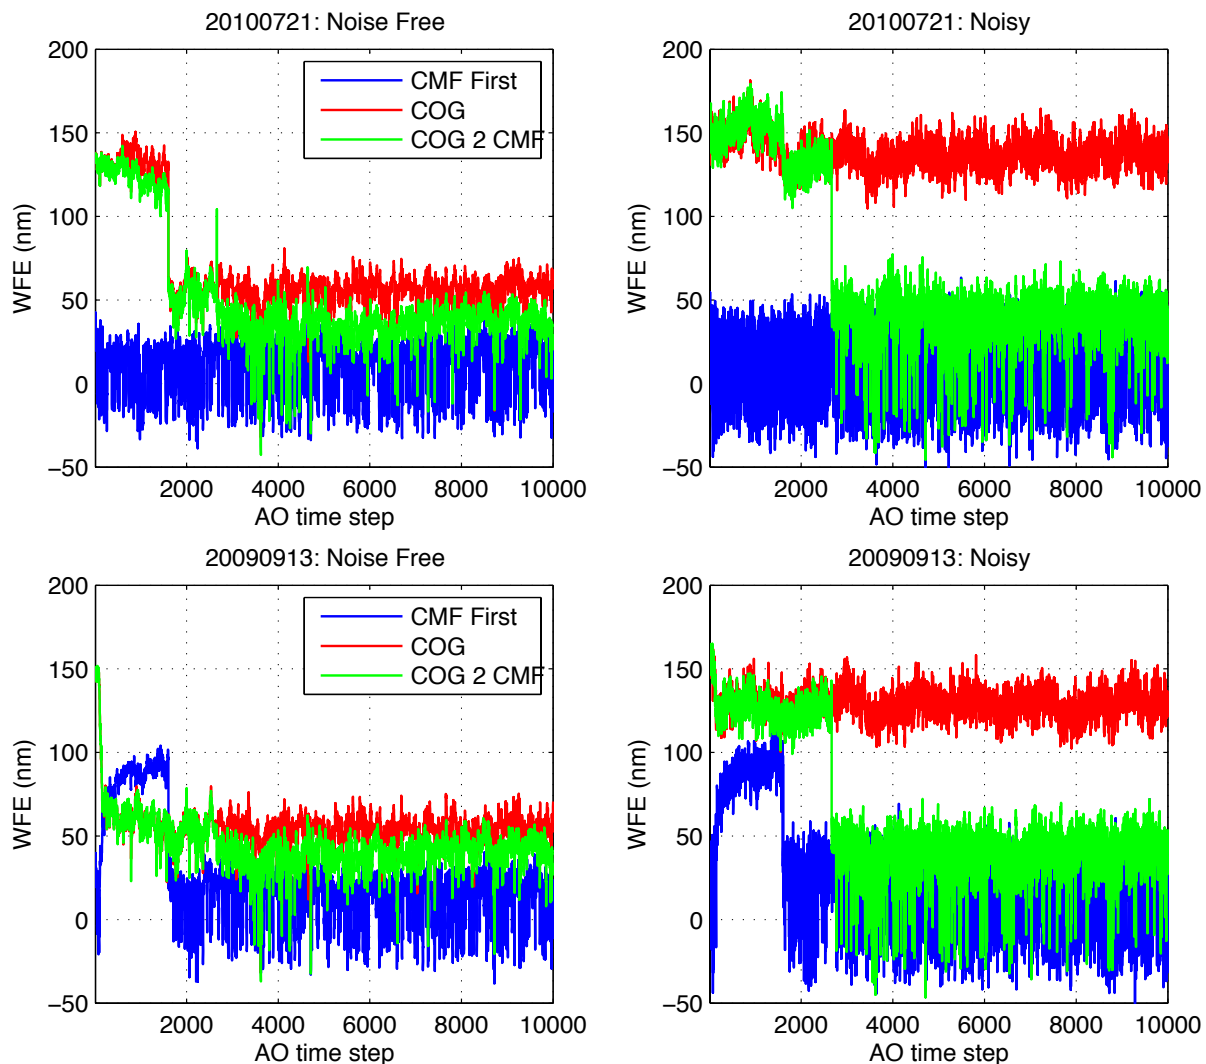 20100721: Noise Free
200
150
100
50
0
−50
WFE (nm)
CMF First
COG
COG 2 CMF
2000 4000 6000 8000 10000
AO time step
20100721: Noisy
200
150
100
50
0
−50
WFE (nm)
2000 4000 6000 8000 10000
AO time step
20090913: Noise Free
200
150
100
50
0
−50
WFE (nm)
CMF First
COG
COG 2 CMF
2000 4000 6000 8000 10000
AO time step
20090913: Noisy
200
150
100
50
0
−50
WFE (nm)
2000 4000 6000 8000 10000
AO time step